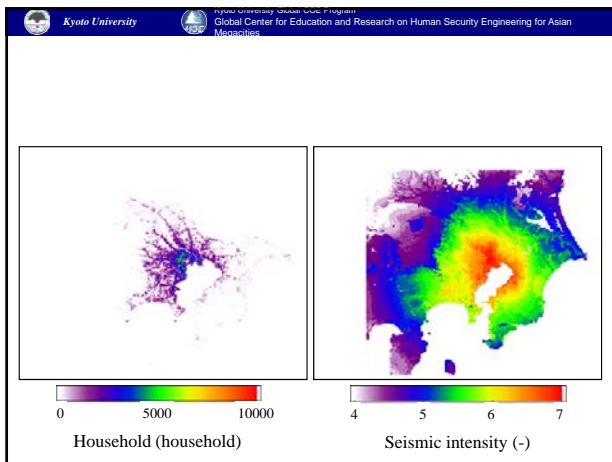 Kyoto University
Kyoto University Global COE Program
Global Center for Education and Research on Human Security Engineering for Asian
Megacities
0 5000 10000
Household (household)
4 5 6 7
Seismic intensity (-)